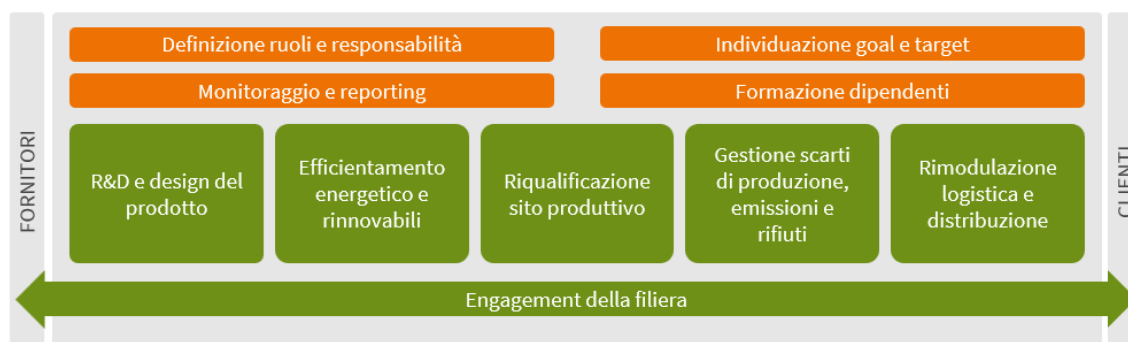 FORNITORI
Definizione ruoli e responsabilità
Individuazione goal e target
Monitoraggio e reporting
Formazione dipendenti
R&D e design del
prodotto
Efficientamento
energetico e
rinnovabili
Riqualificazione
sito produttivo
Gestione scarti
di produzione,
emissioni e
rifiuti
Rimodulazione
logistica e
distribuzione
CLIENTI
Engagement della filiera